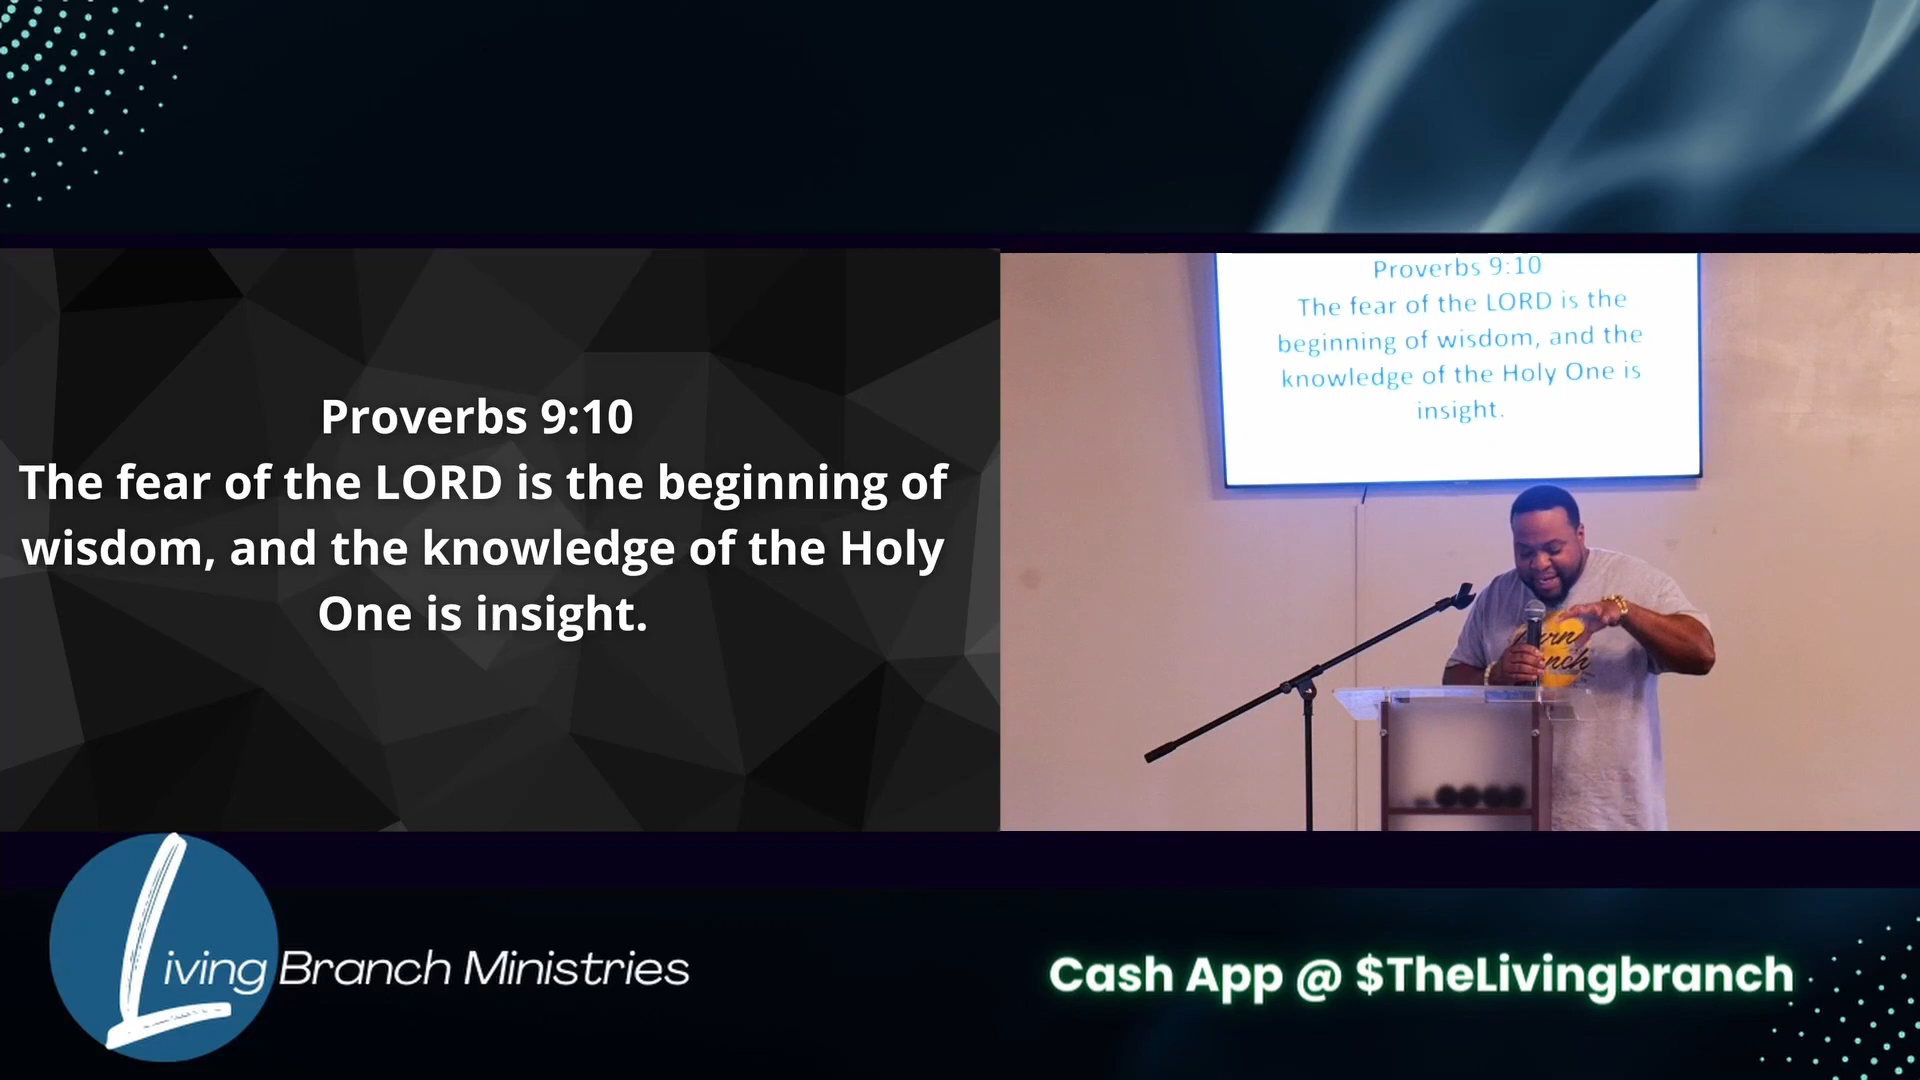 Proverbs 9:10
The fear of the LORD is the beginning of
wisdom, and the knowledge of the Holy
One is insight.
Proverbs 9:10
The fear of the LORD is the
beginning of wisdom, and the
knowledge of the Holy One is
insight.
Living Branch Ministries
Cash App @ $TheLivingbranch